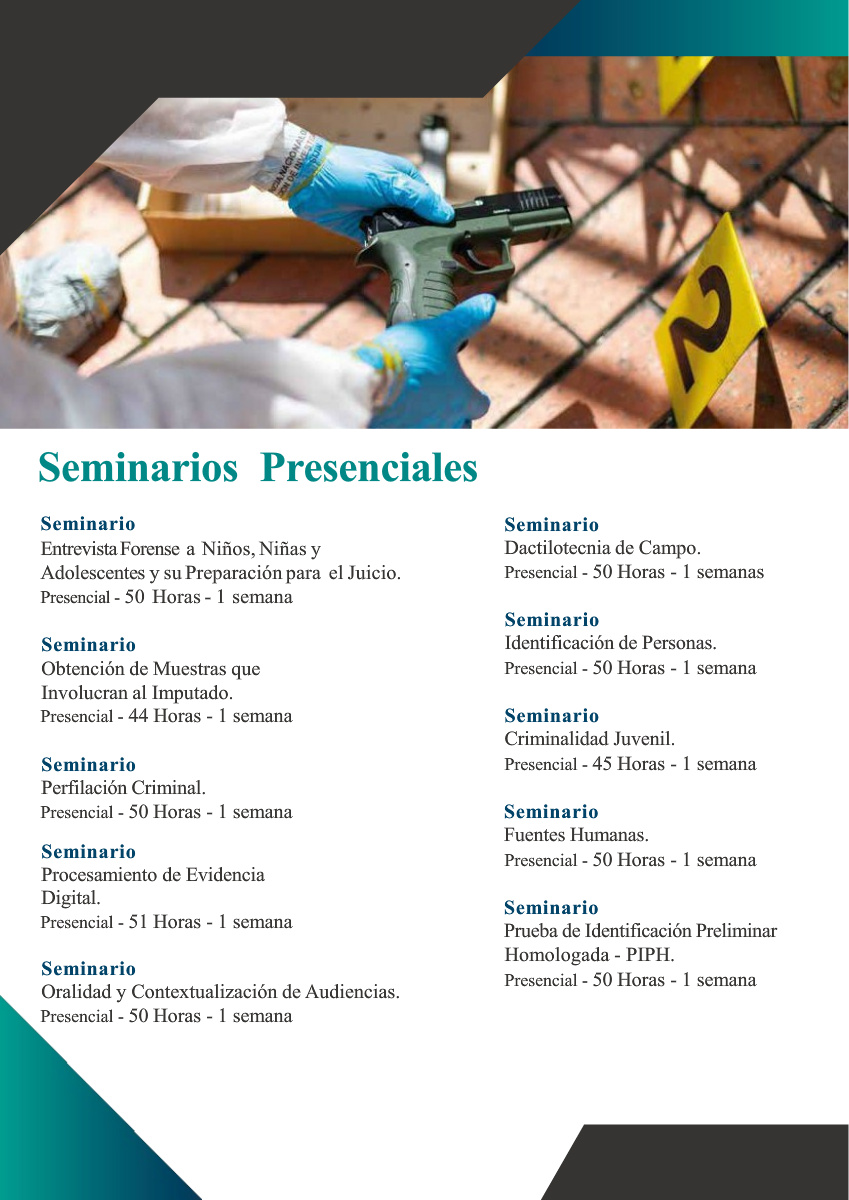 2
Seminarios Presenciales
Seminario
Entrevista Forense a Niños, Niñas y
Adolescentes y su Preparación para el Juicio.
Presencial - 50 Horas - 1 semana
Seminario
Obtención de Muestras que
Involucran al Imputado.
Presencial - 44 Horas - 1 semana
Seminario
Perfilación Criminal.
Presencial - 50 Horas - 1 semana
Seminario
Procesamiento de Evidencia
Digital.
Presencial - 51 Horas - 1 semana
Seminario
Oralidad y Contextualización de Audiencias.
Presencial - 50 Horas - 1 semana
Seminario
Dactilotecnia de Campo.
Presencial - 50 Horas - 1 semanas
Seminario
Identificación de Personas.
Presencial - 50 Horas - 1 semana
Seminario
Criminalidad Juvenil.
Presencial - 45 Horas - 1 semana
Seminario
Fuentes Humanas.
Presencial - 50 Horas - 1 semana
Seminario
Prueba de Identificación Preliminar
Homologada - PIPH.
Presencial - 50 Horas - 1 semana